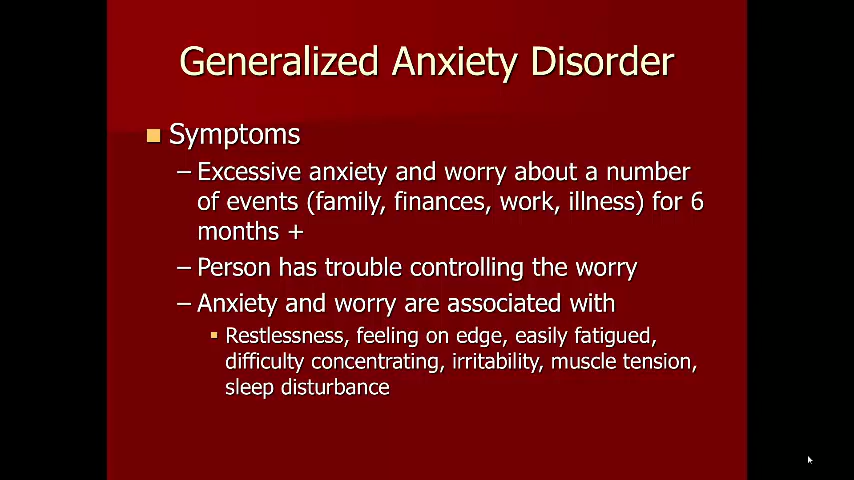 Generalized Anxiety Disorder
Symptoms
– Excessive anxiety and worry about a number
of events (family, finances, work, illness) for 6
months +
– Person has trouble controlling the worry
– Anxiety and worry are associated with
Restlessness, feeling on edge, easily fatigued,
difficulty concentrating, irritability, muscle tension,
sleep disturbance